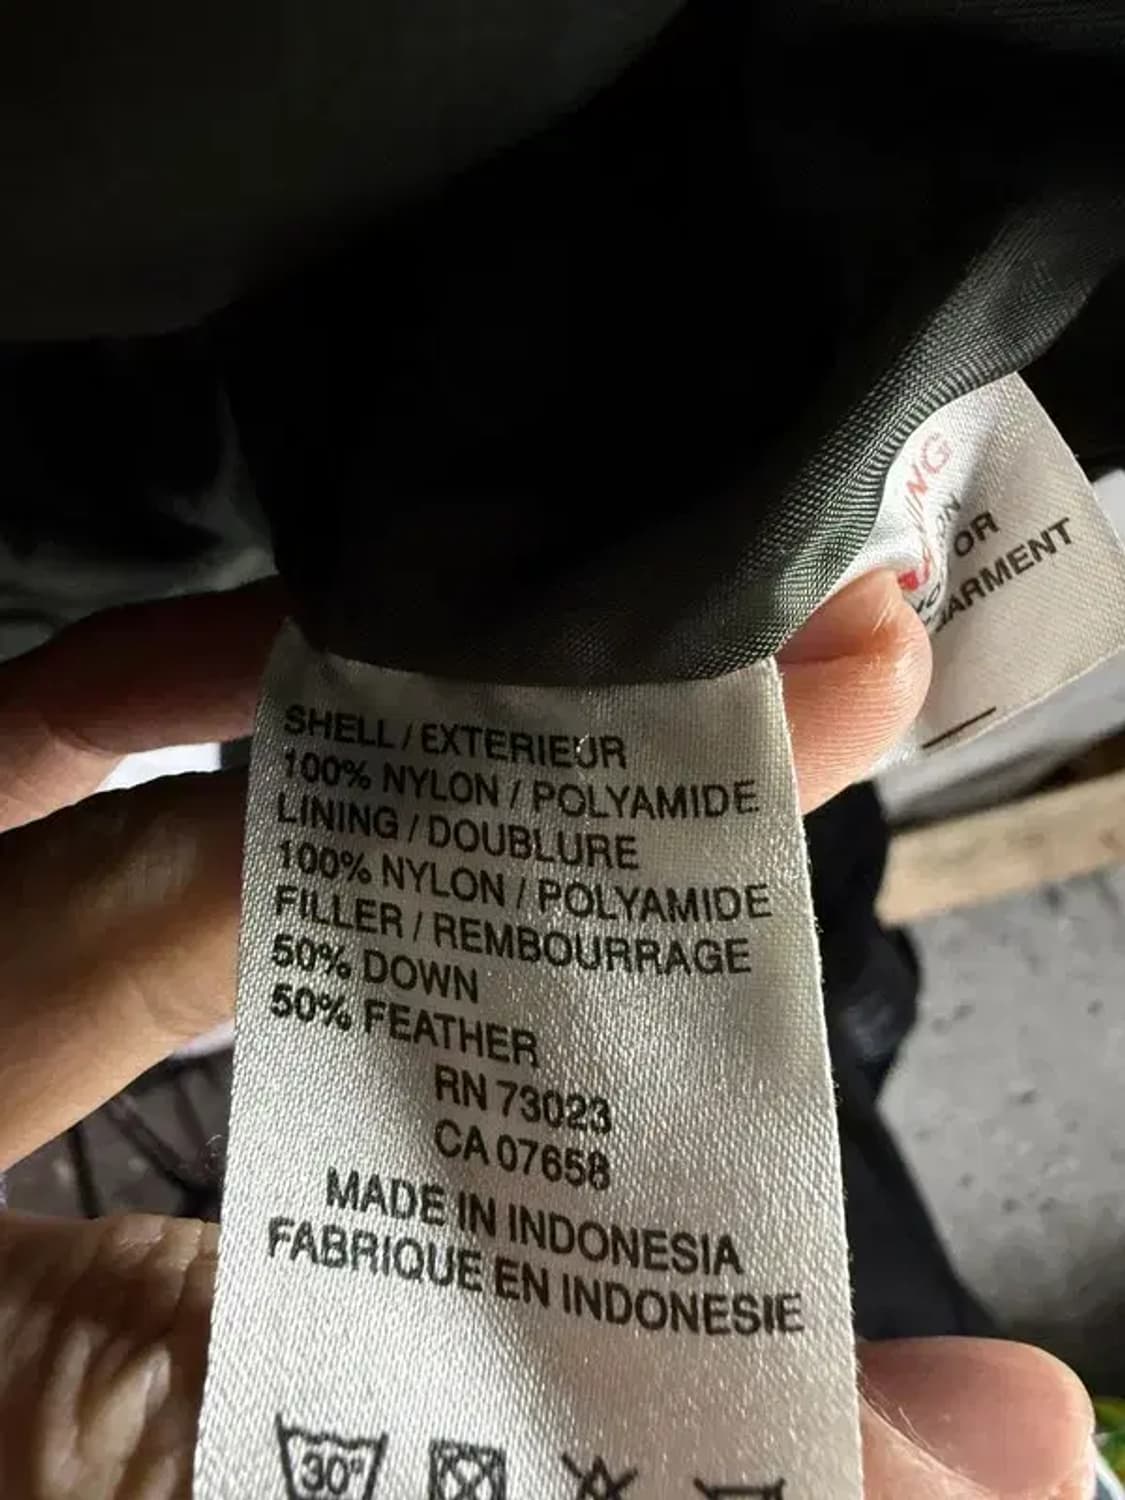 SHELL / EXTERIEUR
100% NYLON / POLYAMIDE
LINING / DOUBLURE
100% NYLON / POLYAMIDE
FILLER / REMBOURRAGE
50% DOWN
50% FEATHER
RN 73023
CA 07658
MADE IN INDONESIA
FABRIQUE EN INDONESIE
30°
OR